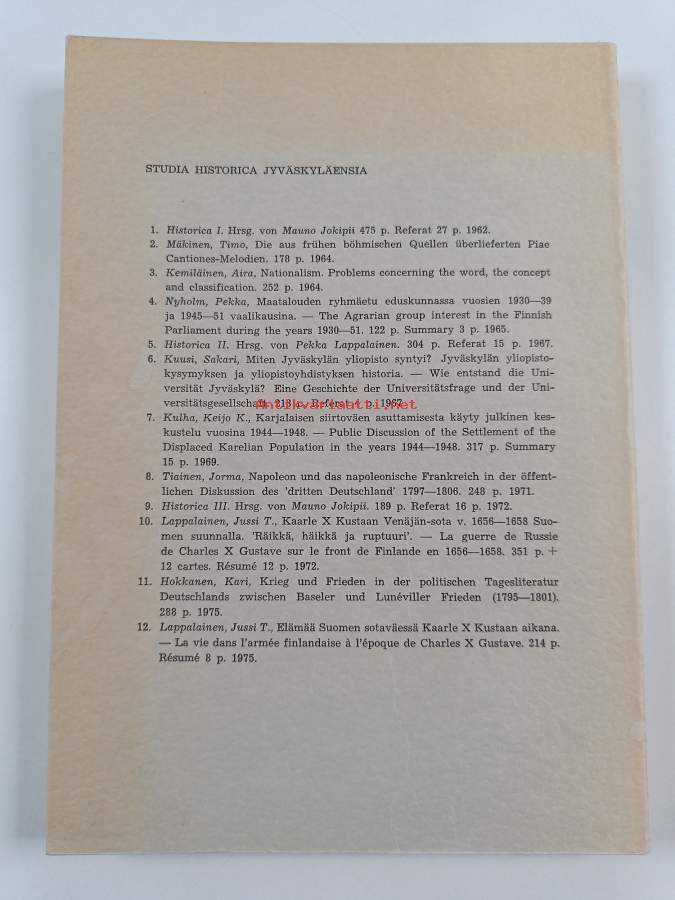 STUDIA HISTORICA JYVÄSKYLÄENSIA
1. Historica I. Hrsg. von Mauno Jokipii 475 p. Referat 27 p. 1962.
2. Mäkinen, Timo, Die aus frühen böhmischen Quellen überlieferten Piae
Cantiones-Melodien. 178 p. 1964.
3. Kemiläinen, Aira, Nationalism. Problems concerning the word, the concept
and classification. 252 p. 1964.
4. Nyholm, Pekka, Maatalouden ryhmäetu eduskunnassa vuosien 1930—39
ja 1945—51 vaalikausina. — The Agrarian group interest in the Finnish
Parliament during the years 1930—51. 122 p. Summary 3 p. 1965.
5. Historica II. Hrsg. von Pekka Lappalainen. 304 p. Referat 15 p. 1967.
6. Kuusi, Sakari, Miten Jyväskylän yliopisto syntyi? Jyväskylän yliopisto-
kysymyksen ja yliopistoyhdistyksen historia. — Wie entstand die Uni-
versität Jyväskylä? Eine Geschichte der Universitätsfrage und der Uni-
versitätsgesellschaft. 213 p. Referat 4 p. 1967.
Antikvariaatti.net
7. Kulha, Keijo K., Karjalaisen siirtoväen asuttamisesta käyty julkinen kes-
kustelu vuosina 1944—1948. — Public Discussion of the Settlement of the
Displaced Karelian Population in the years 1944—1948. 317 p. Summary
15 p. 1969.
8. Tiainen, Jorma, Napoleon und das napoleonische Frankreich in der öffent-
lichen Diskussion des 'dritten Deutschland' 1797—1806. 248 p. 1971.
9. Historica III. Hrsg. von Mauno Jokipii. 189 p. Referat 16 p. 1972.
10. Lappalainen, Jussi T., Kaarle X Kustaan Venäjän-sota v. 1656—1658 Suo-
men suunnalla. 'Räikkä, häikkä ja ruptuuri'. — La guerre de Russie
de Charles X Gustave sur le front de Finlande en 1656—1658. 351 p. +
12 cartes. Résumé 12 p. 1972.
11. Hokkanen, Kari, Krieg und Frieden in der politischen Tagesliteratur
Deutschlands zwischen Baseler und Lunéviller Frieden (1795—1801).
288 p. 1975.
12. Lappalainen, Jussi T., Elämää Suomen sotaväessä Kaarle X Kustaan aikana.
— La vie dans l'armée finlandaise à l'époque de Charles X Gustave. 214 p.
Résumé 8 p. 1975.